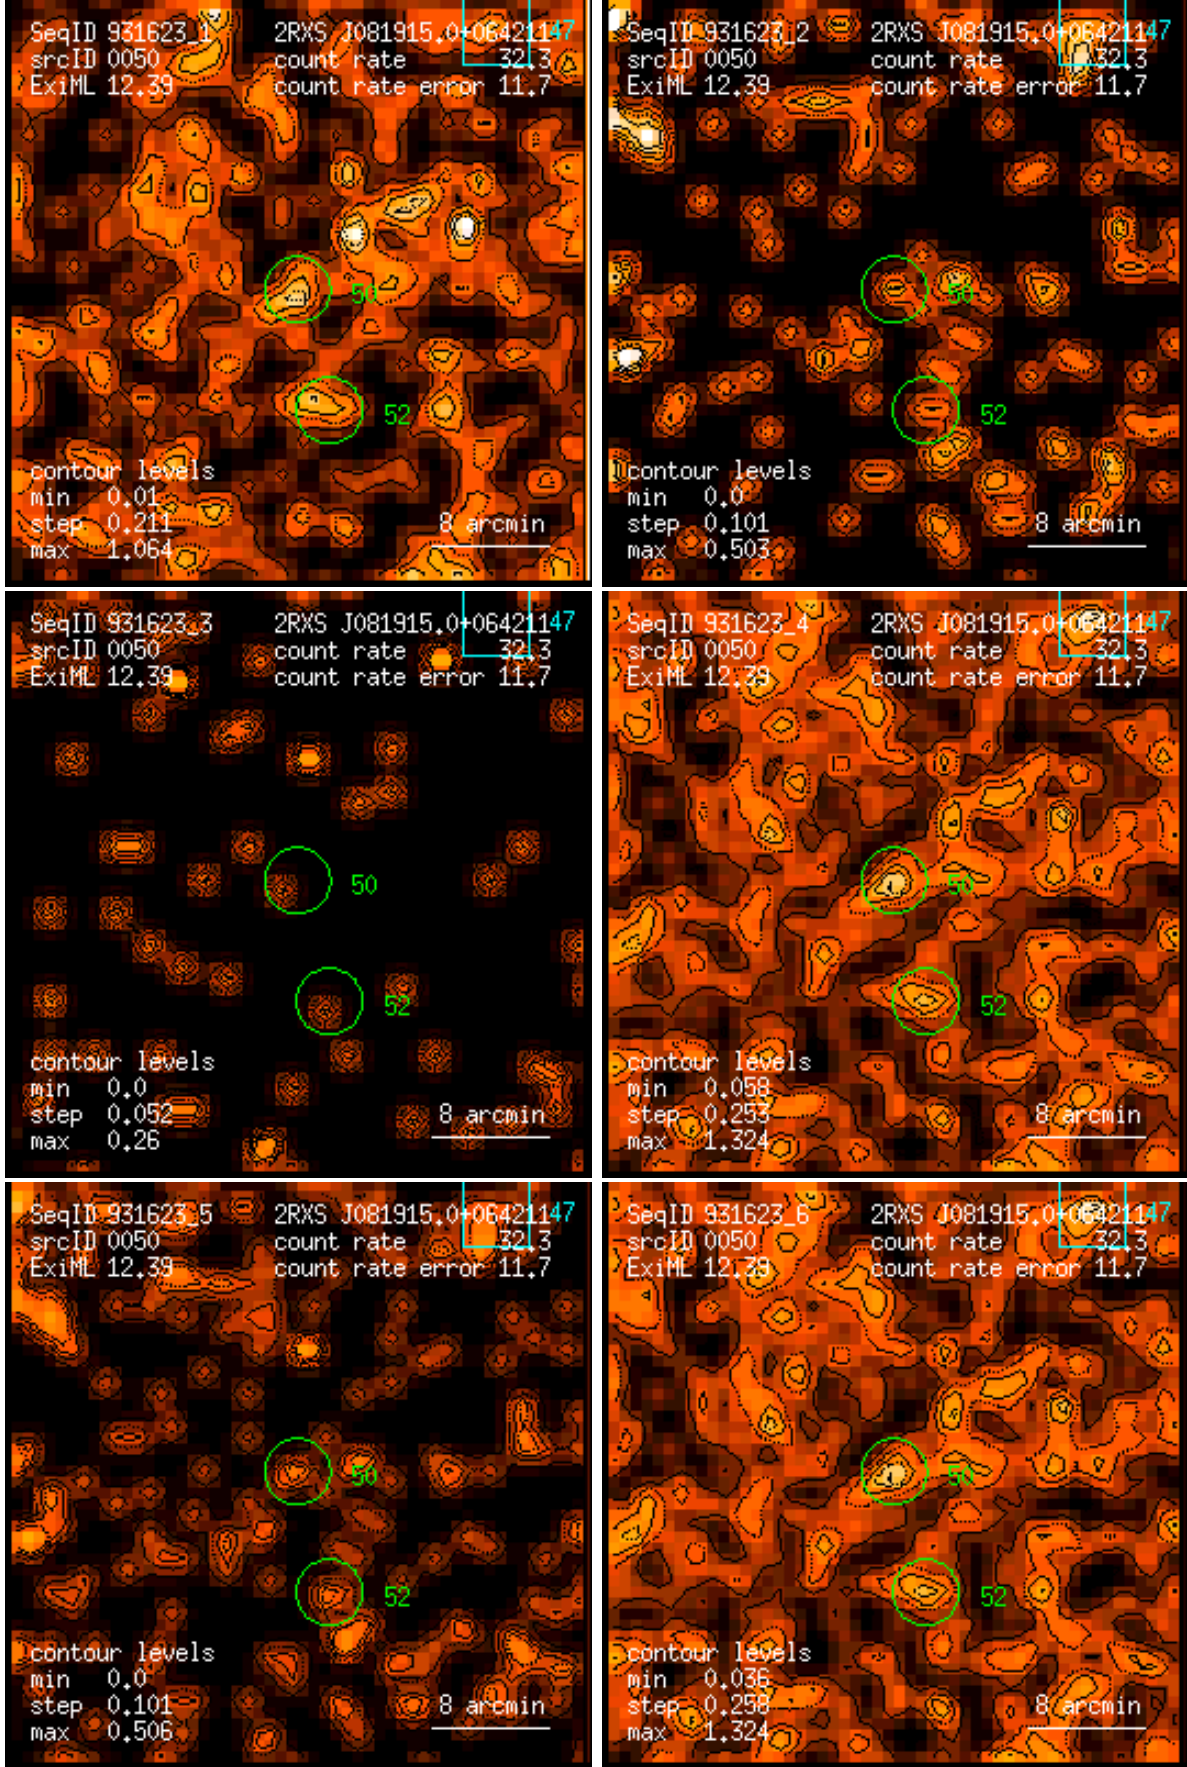 SeqID 931623_1 2RXS J081915.0+064211 47
srcID 0050 count rate 32.3
ExiML 12.39 count rate error 11.7
50
52
contour levels
min 0.01
step 0.211 8 arcmin
max 1.064
SeqID 931623_2 2RXS J081915.0+064211 47
srcID 0050 count rate 32.3
ExiML 12.39 count rate error 11.7
50
52
contour levels
min 0.0
step 0.101 8 arcmin
max 0.503
SeqID 931623_3 2RXS J081915.0+064211 47
srcID 0050 count rate 32.3
ExiML 12.39 count rate error 11.7
50
52
contour levels
min 0.0
step 0.052 8 arcmin
max 0.26
SeqID 931623_4 2RXS J081915.0+064211 47
srcID 0050 count rate 32.3
ExiML 12.39 count rate error 11.7
50
52
contour levels
min 0.058
step 0.253 8 arcmin
max 1.324
SeqID 931623_5 2RXS J081915.0+064211 47
srcID 0050 count rate 32.3
ExiML 12.39 count rate error 11.7
50
52
contour levels
min 0.0
step 0.101 8 arcmin
max 0.506
SeqID 931623_6 2RXS J081915.0+064211 47
srcID 0050 count rate 32.3
ExiML 12.39 count rate error 11.7
50
52
contour levels
min 0.036
step 0.258 8 arcmin
max 1.324